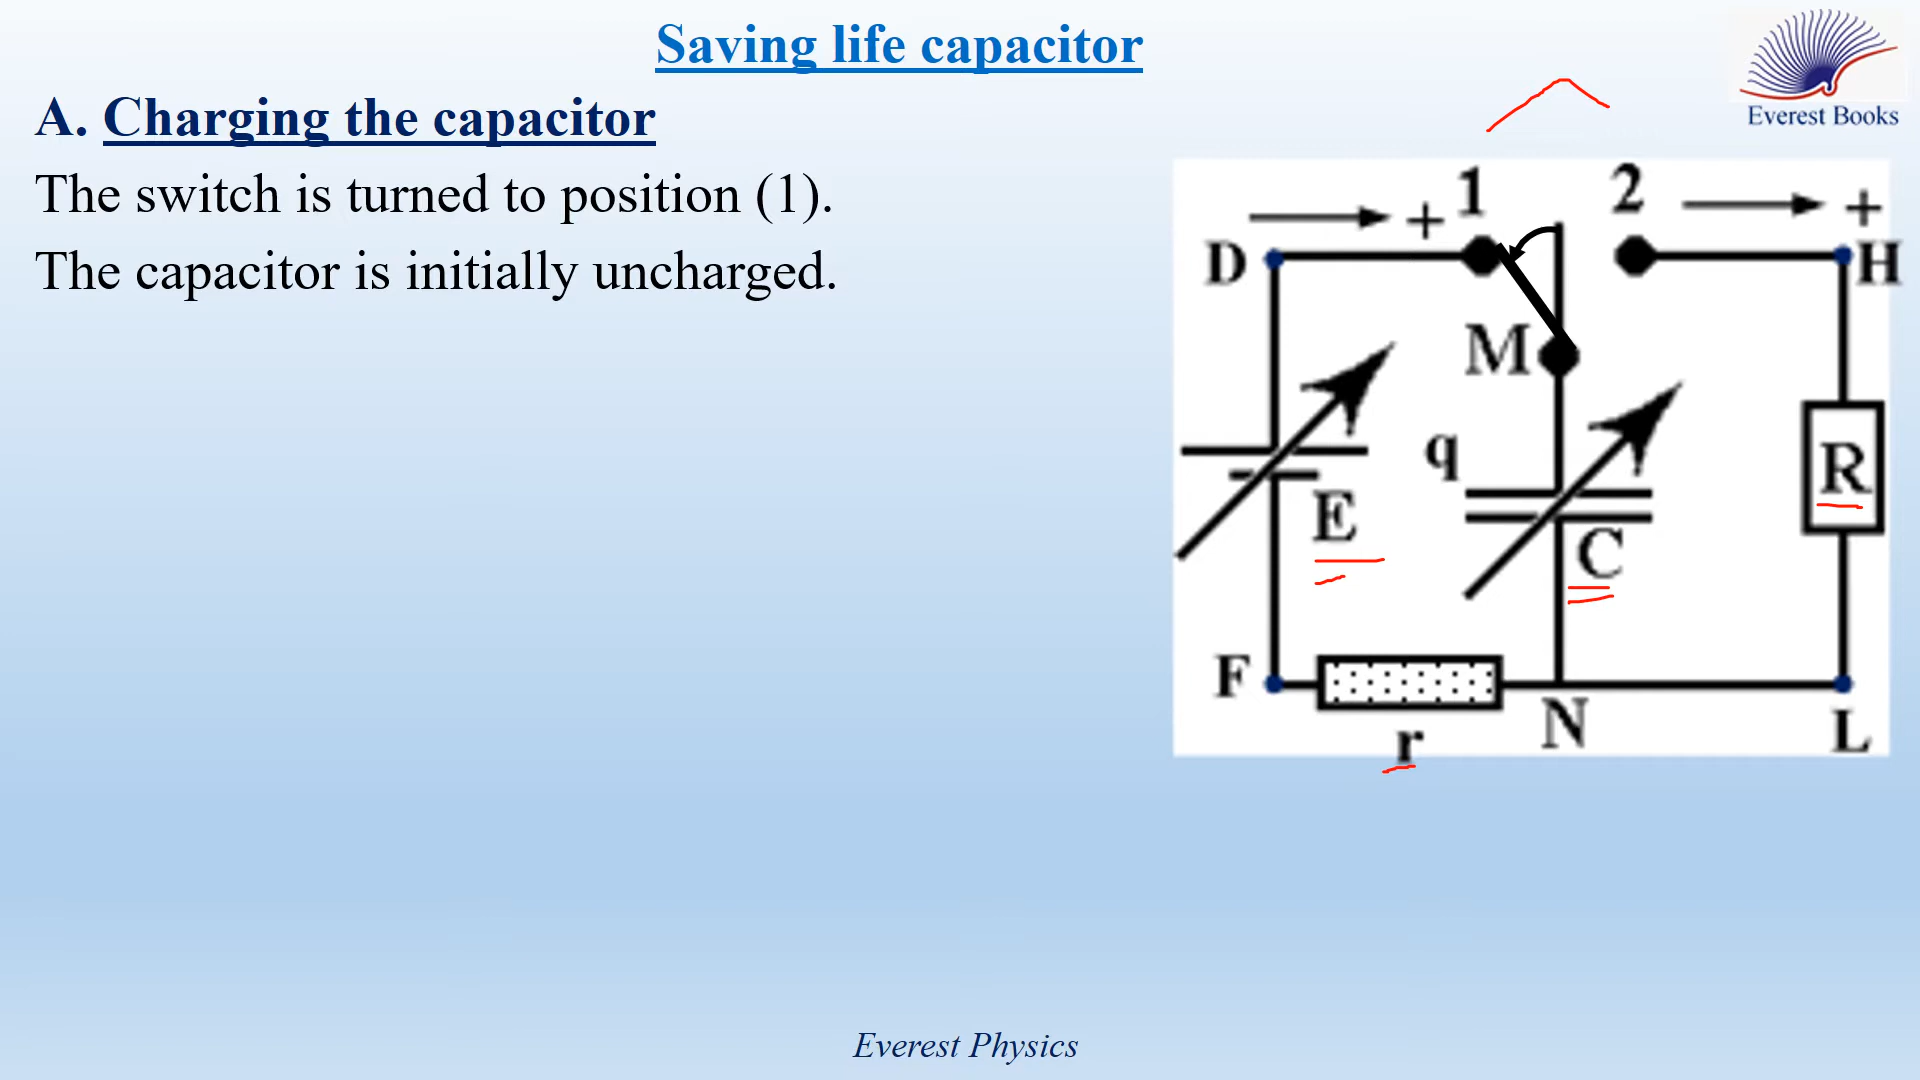 Saving life capacitor
Everest Books
A. Charging the capacitor
The switch is turned to position (1).
The capacitor is initially uncharged.
+ 1 2 +
D H
M
q
R
E
C
F
r
N
L
Everest Physics